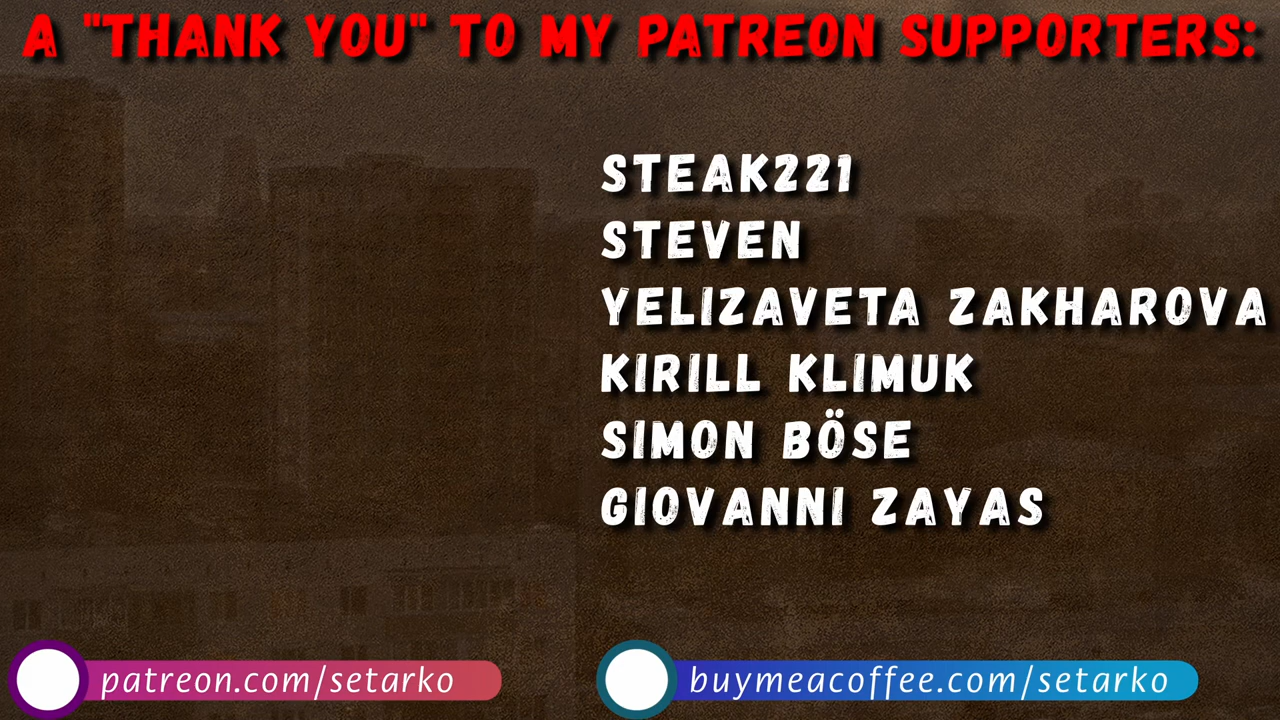 A "THANK YOU" TO MY PATREON SUPPORTERS:
STEAK221
STEVEN
YELIZAVETA ZAKHAROVA
KIRILL KLIMUK
SIMON BÖSE
GIOVANNI ZAYAS
patreon.com/setarko
buymeacoffee.com/setarko